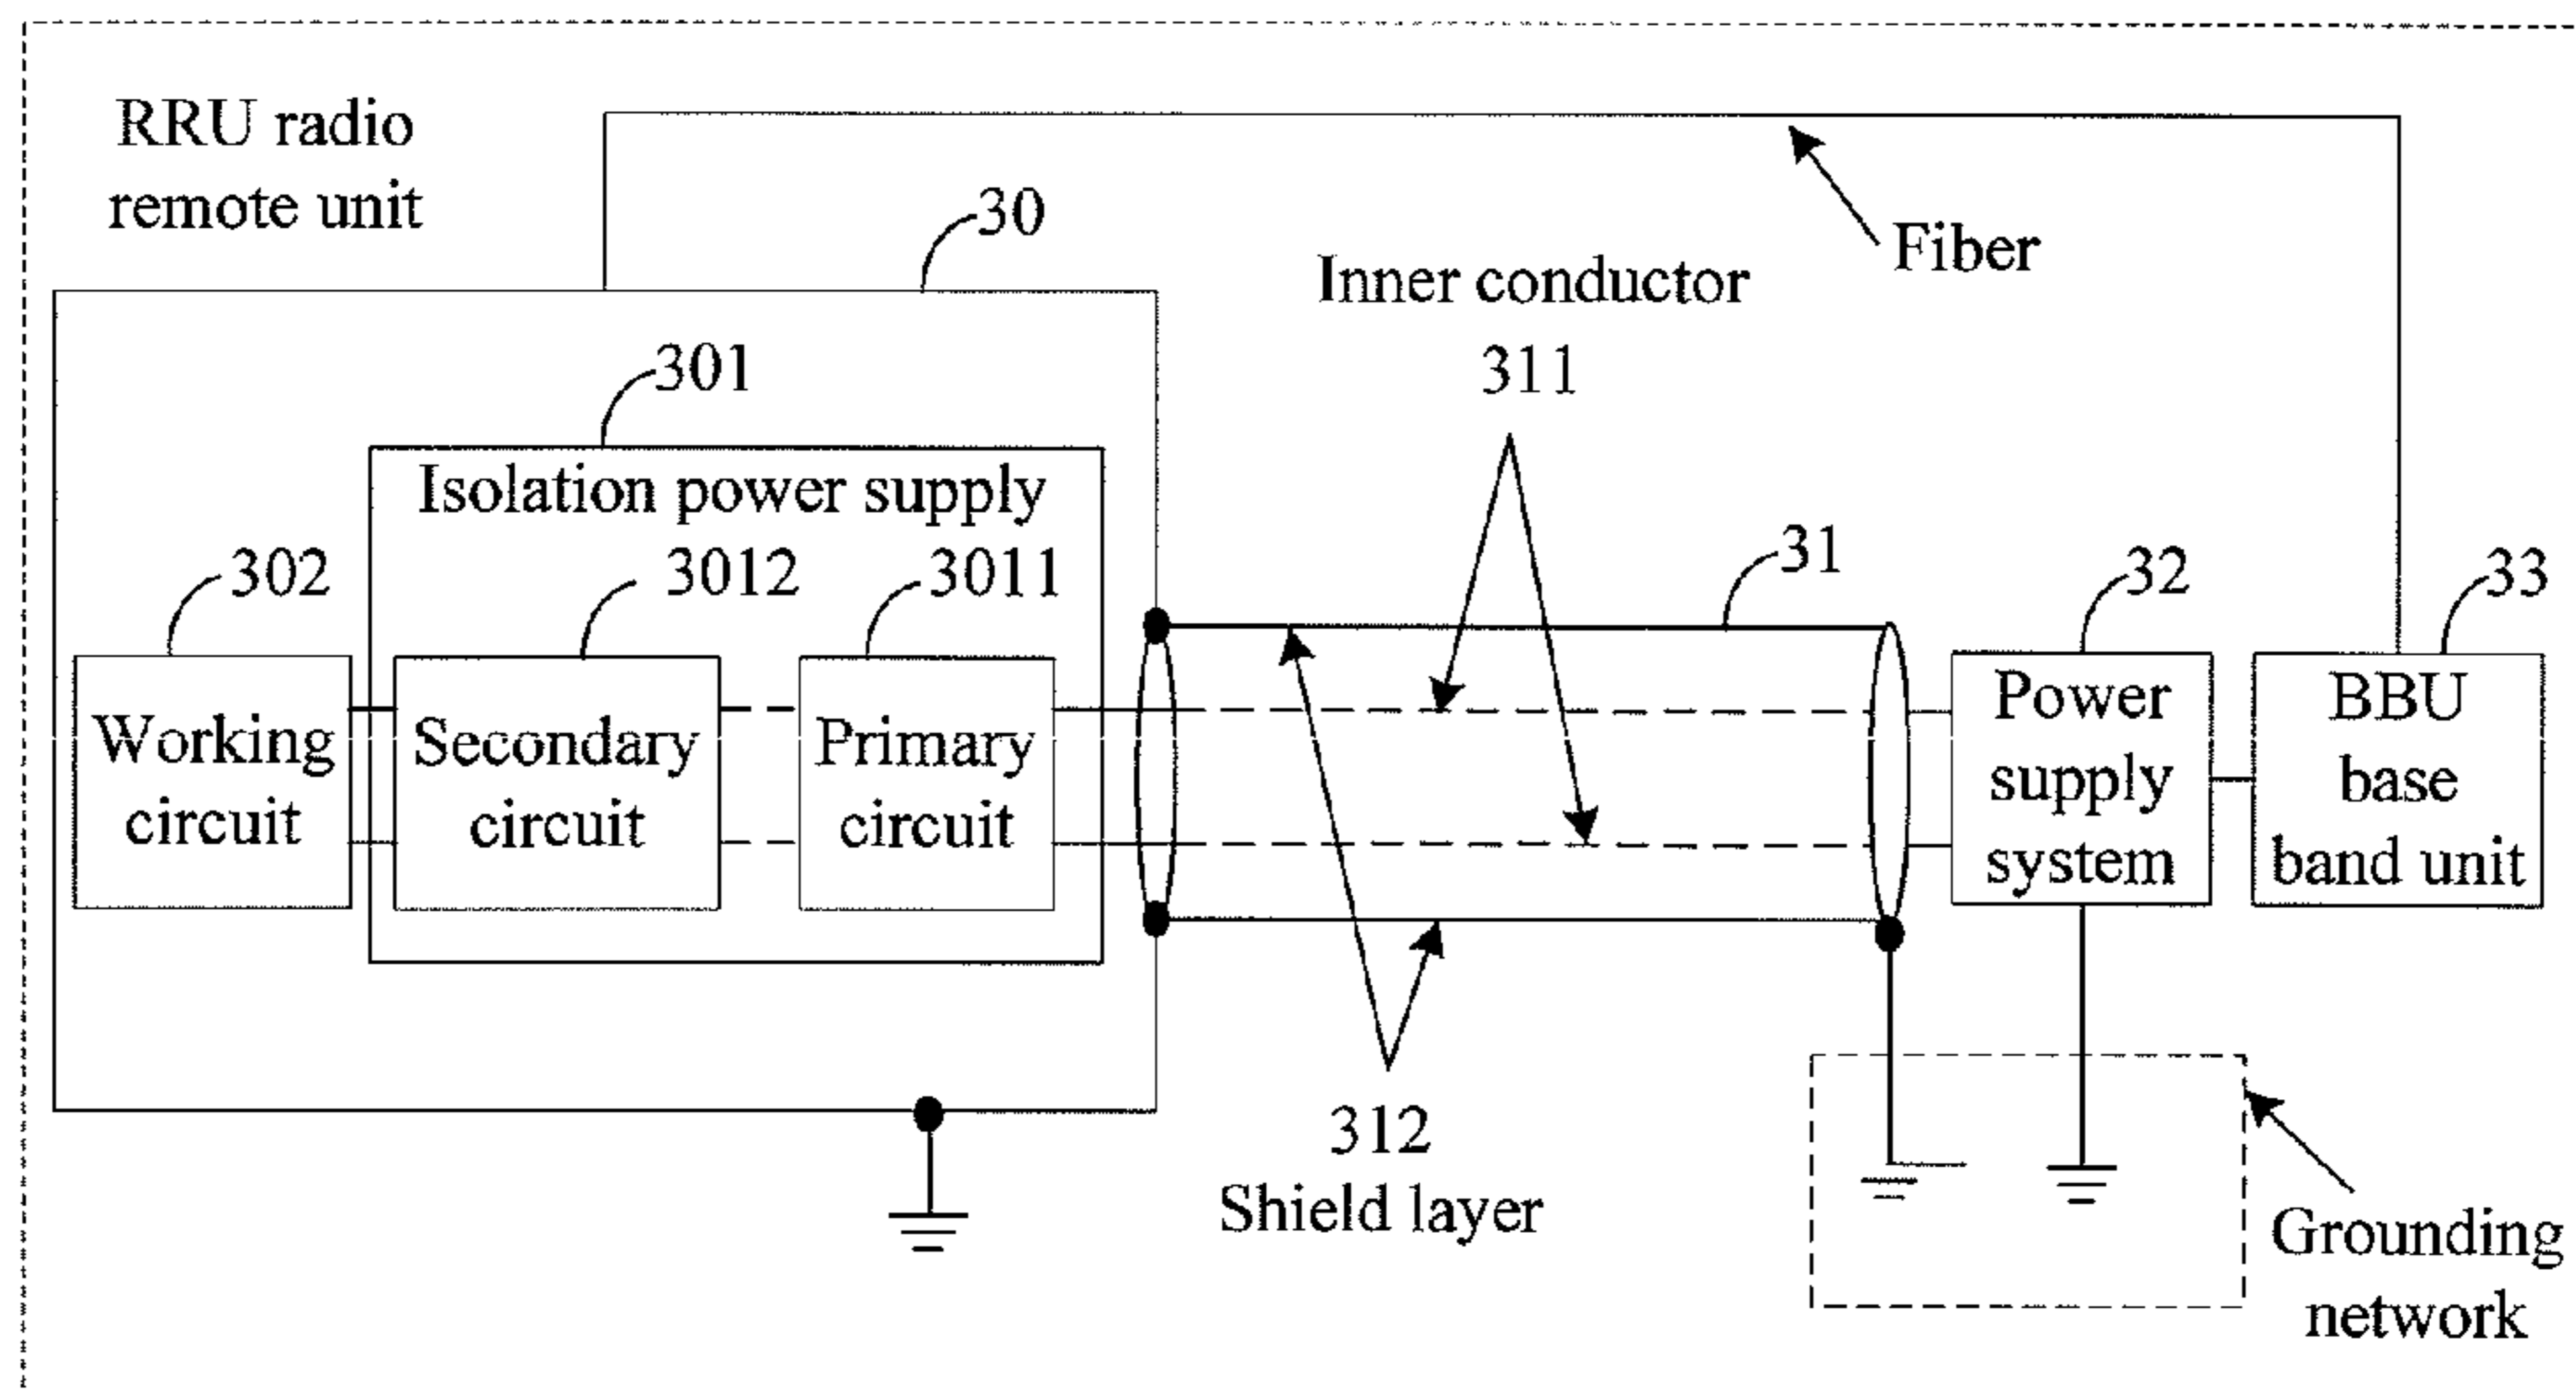 RRU radio
remote unit
30
Fiber
Inner conductor
311
301
Isolation power supply
302
3012
3011
31
32
33
Working
circuit
Secondary
circuit
Primary
circuit
Power
supply
system
BBU
base
band unit
312
Shield layer
Grounding
network